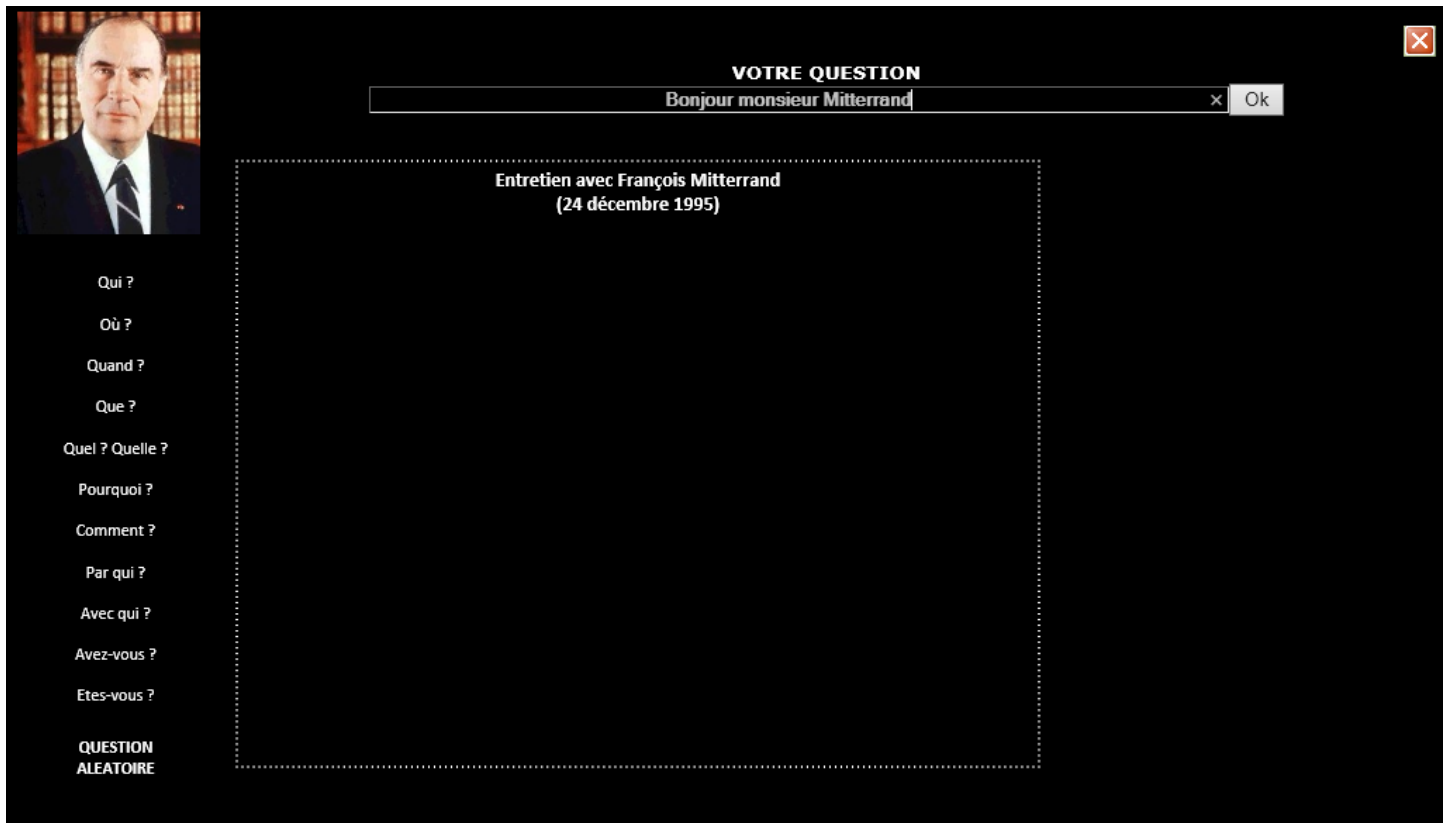 VOTRE QUESTION
Bonjour monsieur Mitterrand
× Ok
Entretien avec François Mitterrand
(24 décembre 1995)
Qui ?
Où ?
Quand ?
Que ?
Quel ? Quelle ?
Pourquoi ?
Comment ?
Par qui ?
Avec qui ?
Avez-vous ?
Etes-vous ?
QUESTION
ALEATOIRE